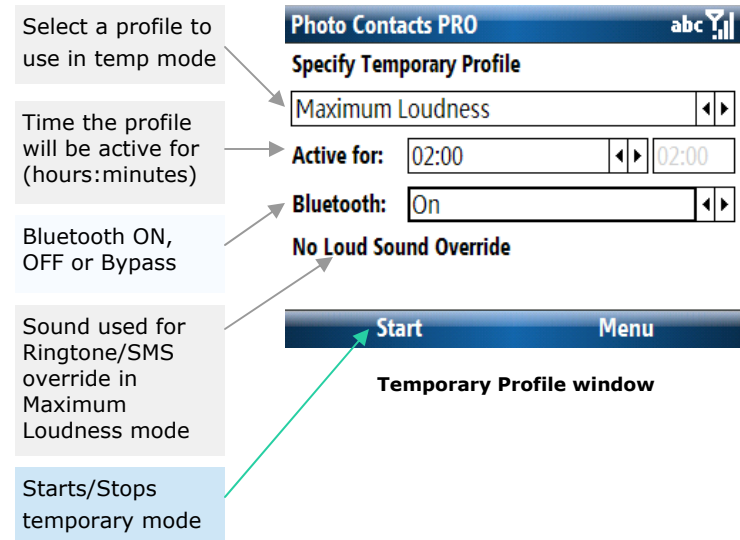 Select a profile to
use in temp mode
Time the profile
will be active for
(hours:minutes)
Bluetooth ON,
OFF or Bypass
Sound used for
Ringtone/SMS
override in
Maximum
Loudness mode
Starts/Stops
temporary mode
Photo Contacts PRO abc
Specify Temporary Profile
Maximum Loudness
Active for: 02:00 02:00
Bluetooth: On
No Loud Sound Override
Start Menu
Temporary Profile window